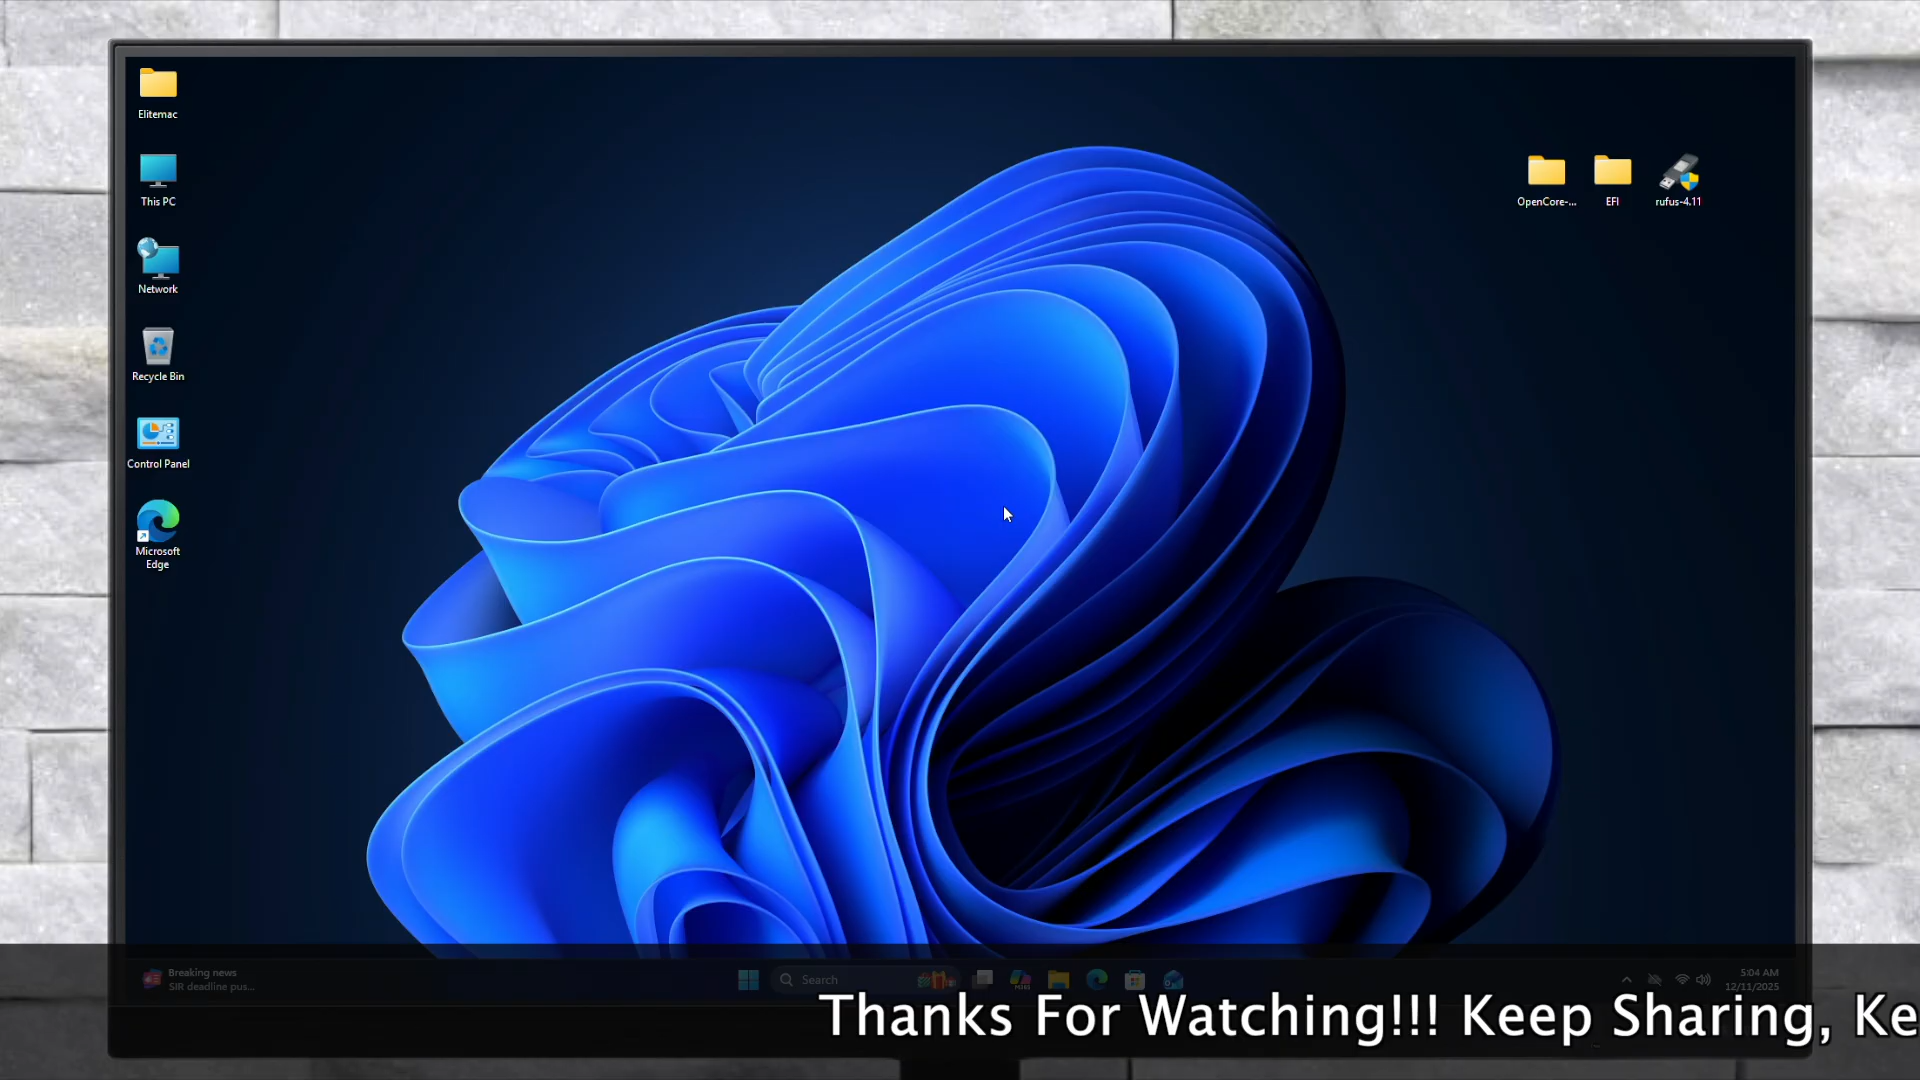 Elitemac
This PC
Network
Recycle Bin
Control Panel
Microsoft
Edge
OpenCore-...
EFI
rufus-4.11
Breaking news
SIR deadline pus...
Search
5:04 AM
12/11/2025
Thanks For Watching!!! Keep Sharing, Ke